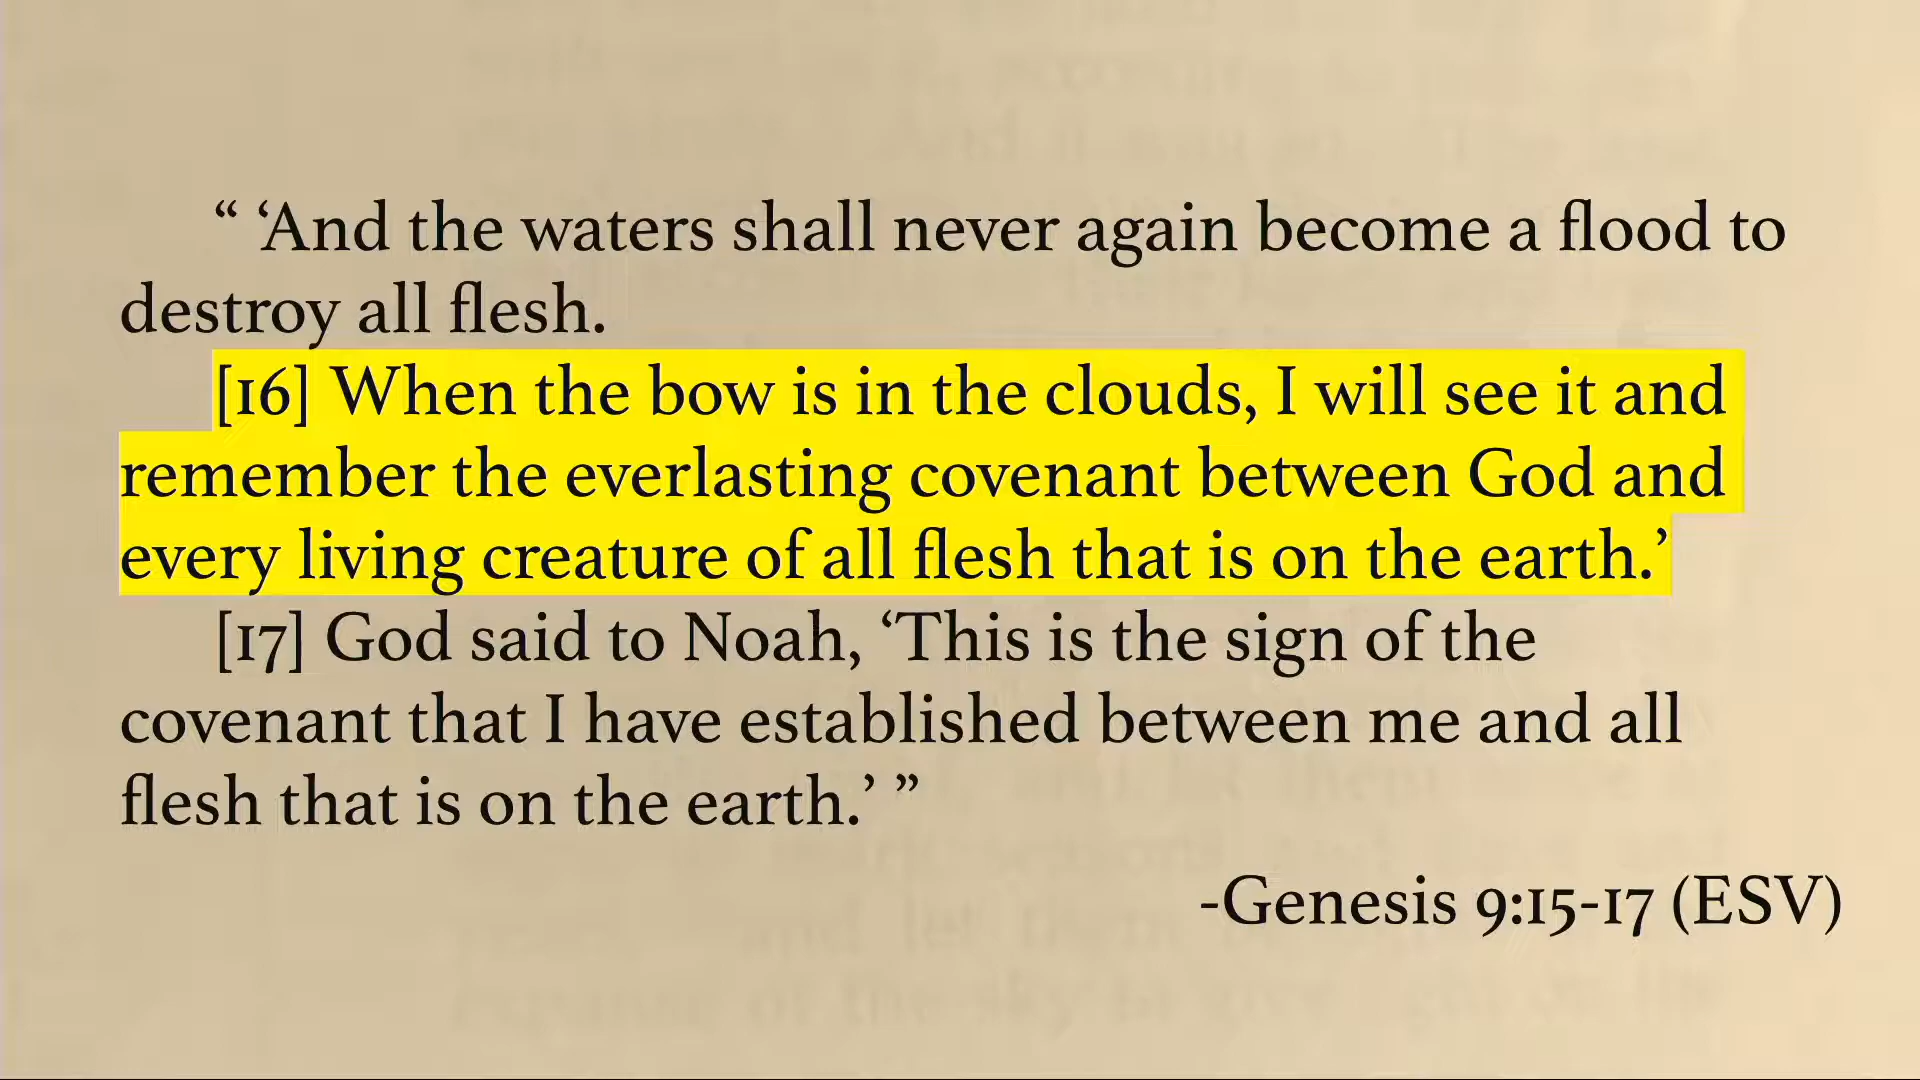 “ ‘And the waters shall never again become a flood to
destroy all flesh.
[16] When the bow is in the clouds, I will see it and
remember the everlasting covenant between God and
every living creature of all flesh that is on the earth.’
[17] God said to Noah, ‘This is the sign of the
covenant that I have established between me and all
flesh that is on the earth.’ ”
-Genesis 9:15-17 (ESV)